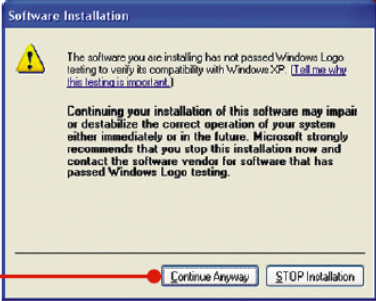 Software Installation
The software you are installing has not passed Windows Logo
testing to verify its compatibility with Windows XP. (Tell me why
this testing is important.)
Continuing your installation of this software may impair
or destabilize the correct operation of your system
either immediately or in the future. Microsoft strongly
recommends that you stop this installation now and
contact the software vendor for software that has
passed Windows Logo testing.
Continue Anyway
STOP Installation